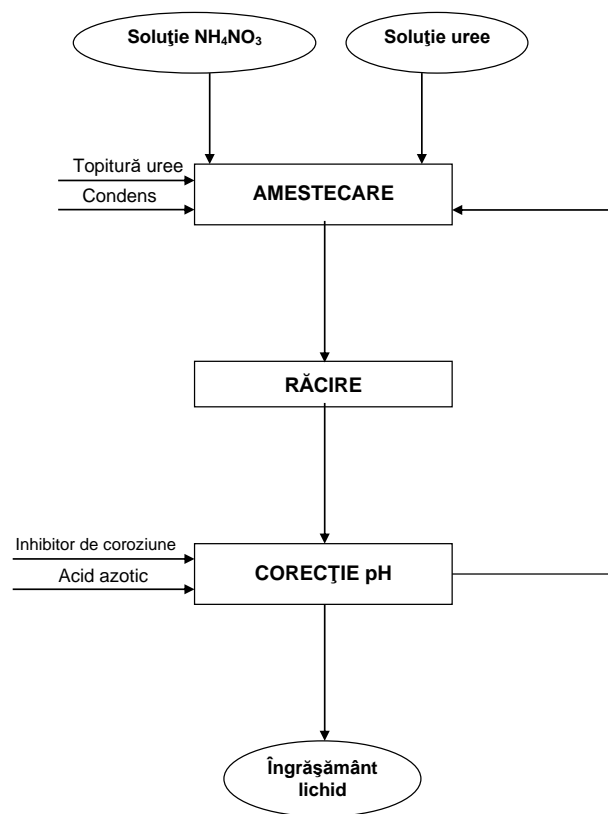 Soluţie NH₄NO₃
Soluţie uree
Topitură uree
Condens
AMESTECARE
RĂCIRE
Inhibitor de coroziune
Acid azotic
CORECŢIE pH
Îngrăşământ
lichid